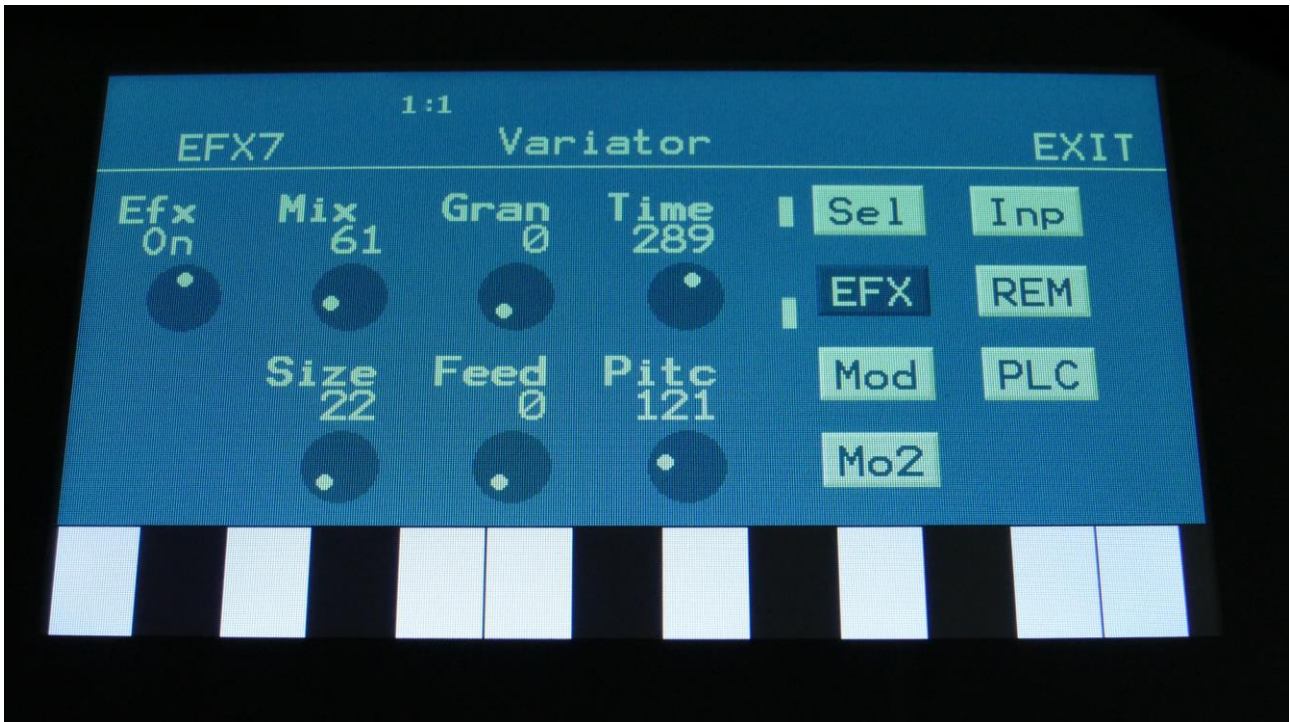 1:1
EFX7 Variator EXIT
Efx Mix Gran Time Sel Inp
On 61 0 289
EFX REM
Size Feed Pitc Mod PLC
22 0 121
Mo2